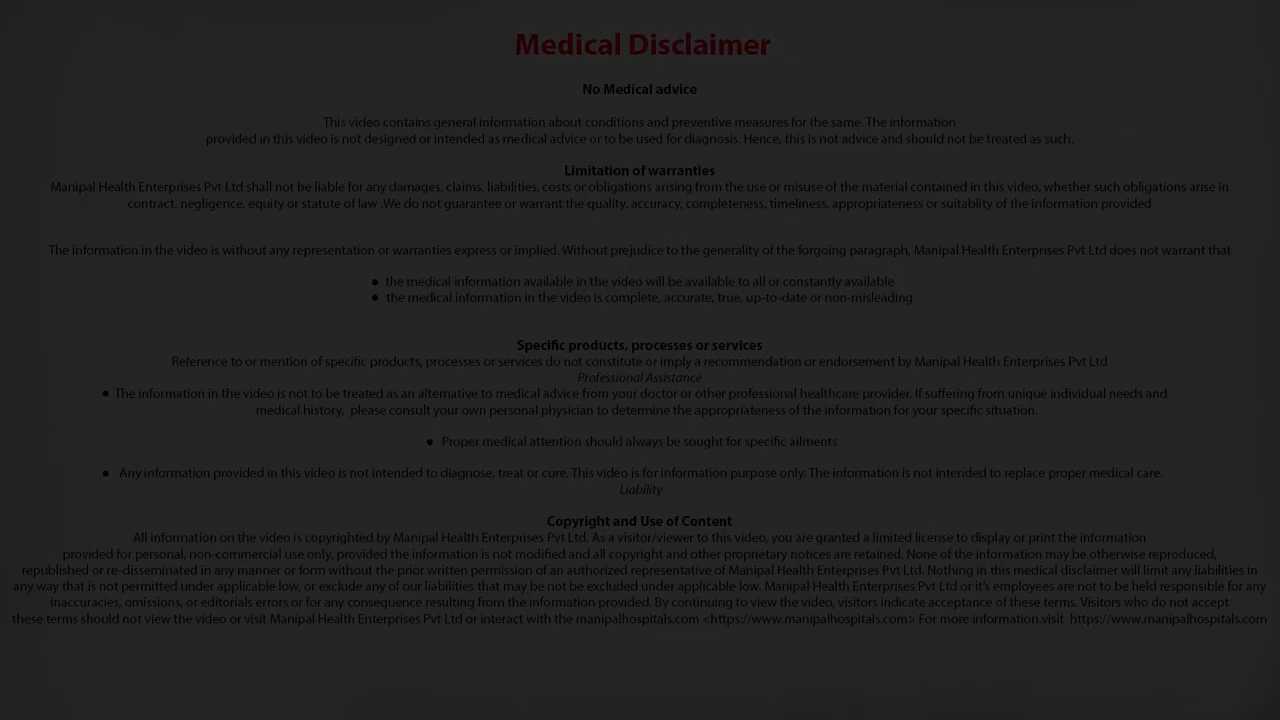 Medical Disclaimer
No Medical advice
This video contains general information about conditions and preventive measures for the same. The information
provided in this video is not designed or intended as medical advice or to be used for diagnosis. Hence, this is not advice and should not be treated as such.
Limitation of warranties
Manipal Health Enterprises Pvt Ltd shall not be liable for any damages, claims, liabilities, costs or obligations arising from the use or misuse of the material contained in this video, whether such obligations arise in
contract, negligence, equity or statute of law .We do not guarantee or warrant the quality, accuracy, completeness, timeliness, appropriateness or suitablity of the information provided
The information in the video is without any representation or warranties express or implied. Without prejudice to the generality of the forgoing paragraph, Manipal Health Enterprises Pvt Ltd does not warrant that
● the medical information available in the video will be available to all or constantly available
● the medical information in the video is complete, accurate, true, up-to-date or non-misleading
Specific products, processes or services
Reference to or mention of specific products, processes or services do not constitute or imply a recommendation or endorsement by Manipal Health Enterprises Pvt Ltd
Professional Assistance
● The information in the video is not to be treated as an alternative to medical advice from your doctor or other professional healthcare provider. If suffering from unique individual needs and
medical history, please consult your own personal physician to determine the appropriateness of the information for your specific situation.
● Proper medical attention should always be sought for specific ailments
● Any information provided in this video is not intended to diagnose, treat or cure. This video is for information purpose only. The information is not intended to replace proper medical care.
Liability
Copyright and Use of Content
All information on the video is copyrighted by Manipal Health Enterprises Pvt Ltd. As a visitor/viewer to this video, you are granted a limited license to display or print the information
provided for personal, non-commercial use only, provided the information is not modified and all copyright and other proprietary notices are retained. None of the information may be otherwise reproduced,
republished or re-disseminated in any manner or form without the prior written permission of an authorized representative of Manipal Health Enterprises Pvt Ltd. Nothing in this medical disclaimer will limit any liabilities in
any way that is not permitted under applicable low, or exclude any of our liabilities that may be not be excluded under applicable low. Manipal Health Enterprises Pvt Ltd or it's employees are not to be held responsible for any
inaccuracies, omissions, or editorials errors or for any consequence resulting from the information provided. By continuing to view the video, visitors indicate acceptance of these terms. Visitors who do not accept
these terms should not view the video or visit Manipal Health Enterprises Pvt Ltd or interact with the manipalhospitals.com <https://www.manipalhospitals.com> For more information.visit https://www.manipalhospitals.com